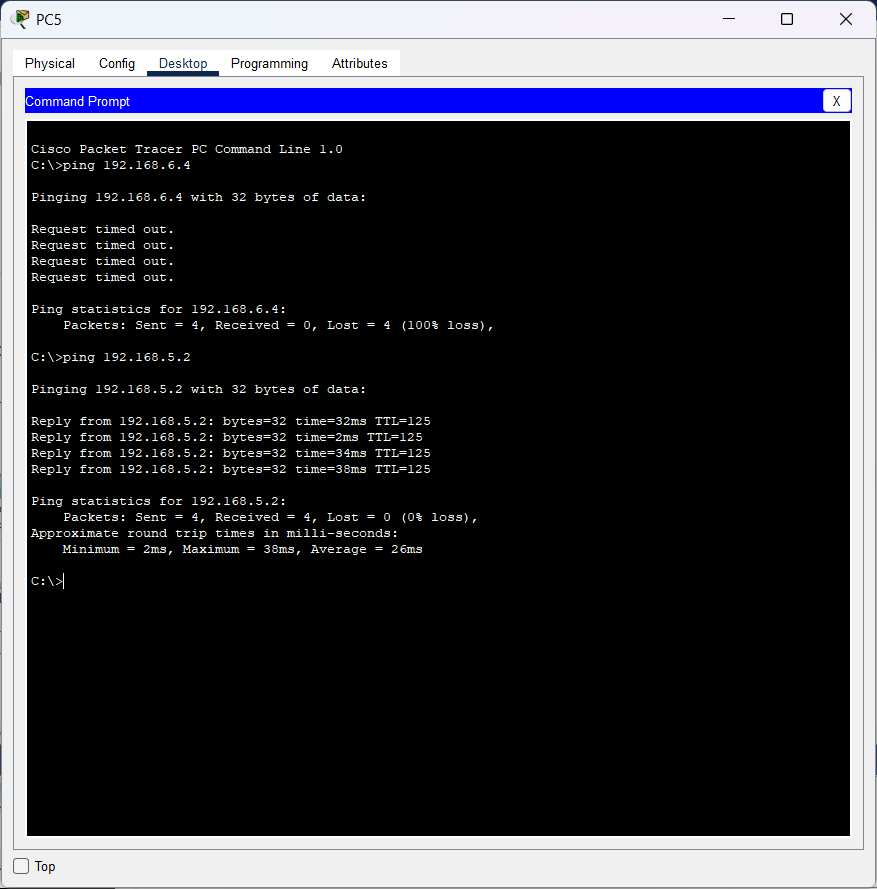 PC5
Physical Config Desktop Programming Attributes
Command Prompt X
Cisco Packet Tracer PC Command Line 1.0
C:\>ping 192.168.6.4
Pinging 192.168.6.4 with 32 bytes of data:
Request timed out.
Request timed out.
Request timed out.
Request timed out.
Ping statistics for 192.168.6.4:
Packets: Sent = 4, Received = 0, Lost = 4 (100% loss),
C:\>ping 192.168.5.2
Pinging 192.168.5.2 with 32 bytes of data:
Reply from 192.168.5.2: bytes=32 time=32ms TTL=125
Reply from 192.168.5.2: bytes=32 time=2ms TTL=125
Reply from 192.168.5.2: bytes=32 time=34ms TTL=125
Reply from 192.168.5.2: bytes=32 time=38ms TTL=125
Ping statistics for 192.168.5.2:
Packets: Sent = 4, Received = 4, Lost = 0 (0% loss),
Approximate round trip times in milli-seconds:
Minimum = 2ms, Maximum = 38ms, Average = 26ms
C:\>
Top